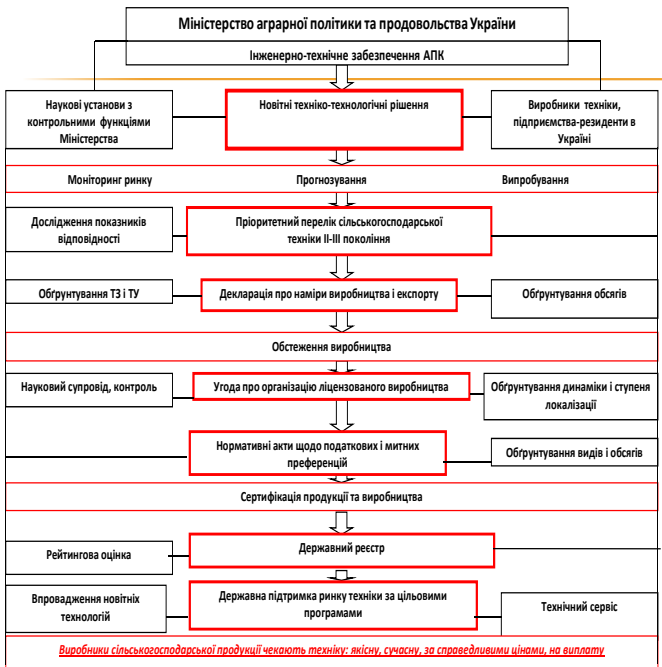 Міністерство аграрної політики та продовольства України
Інженерно-технічне забезпечення АПК
Наукові установи з
контрольними функціями
Міністерства
Новітні техніко-технологічні рішення
Виробники техніки,
підприємства-резиденти в
Україні
Моніторинг ринку Прогнозування Випробування
Дослідження показників
відповідності
Пріоритетний перелік сільськогосподарської
техніки ІІ-ІІІ покоління
Обґрунтування ТЗ і ТУ
Декларація про наміри виробництва і експорту
Обґрунтування обсягів
Обстеження виробництва
Науковий супровід, контроль
Угода про організацію ліцензованого виробництва
Обґрунтування динаміки і ступеня
локалізації
Нормативні акти щодо податкових і митних
преференцій
Обґрунтування видів і обсягів
Сертифікація продукції та виробництва
Рейтингова оцінка
Державний реєстр
Впровадження новітніх
технологій
Державна підтримка ринку техніки за цільовими
програмами
Технічний сервіс
Виробники сільськогосподарської продукції чекають техніку: якісну, сучасну, за справедливими цінами, на виплату